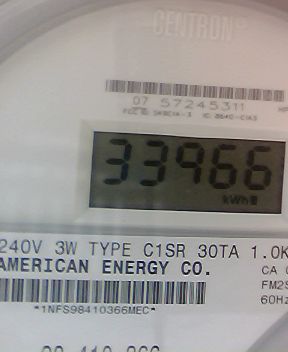 CENTRON®
07 57245311
33966
kWh
240V 3W TYPE C1SR 30TA 1.0K
AMERICAN ENERGY CO.
CA
FM2S
60Hz
*1NFS98410366MEC*